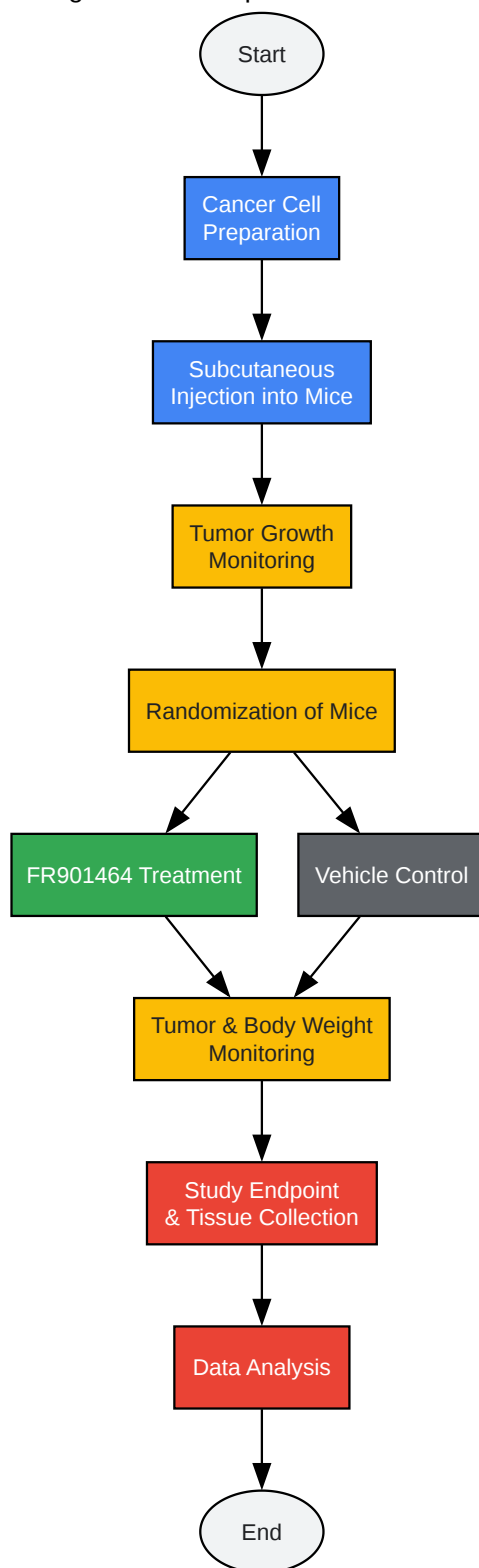 Start
Cancer Cell
Preparation
Subcutaneous
Injection into Mice
Tumor Growth
Monitoring
Randomization of Mice
FR901464 Treatment
Vehicle Control
Tumor & Body Weight
Monitoring
Study Endpoint
& Tissue Collection
Data Analysis
End